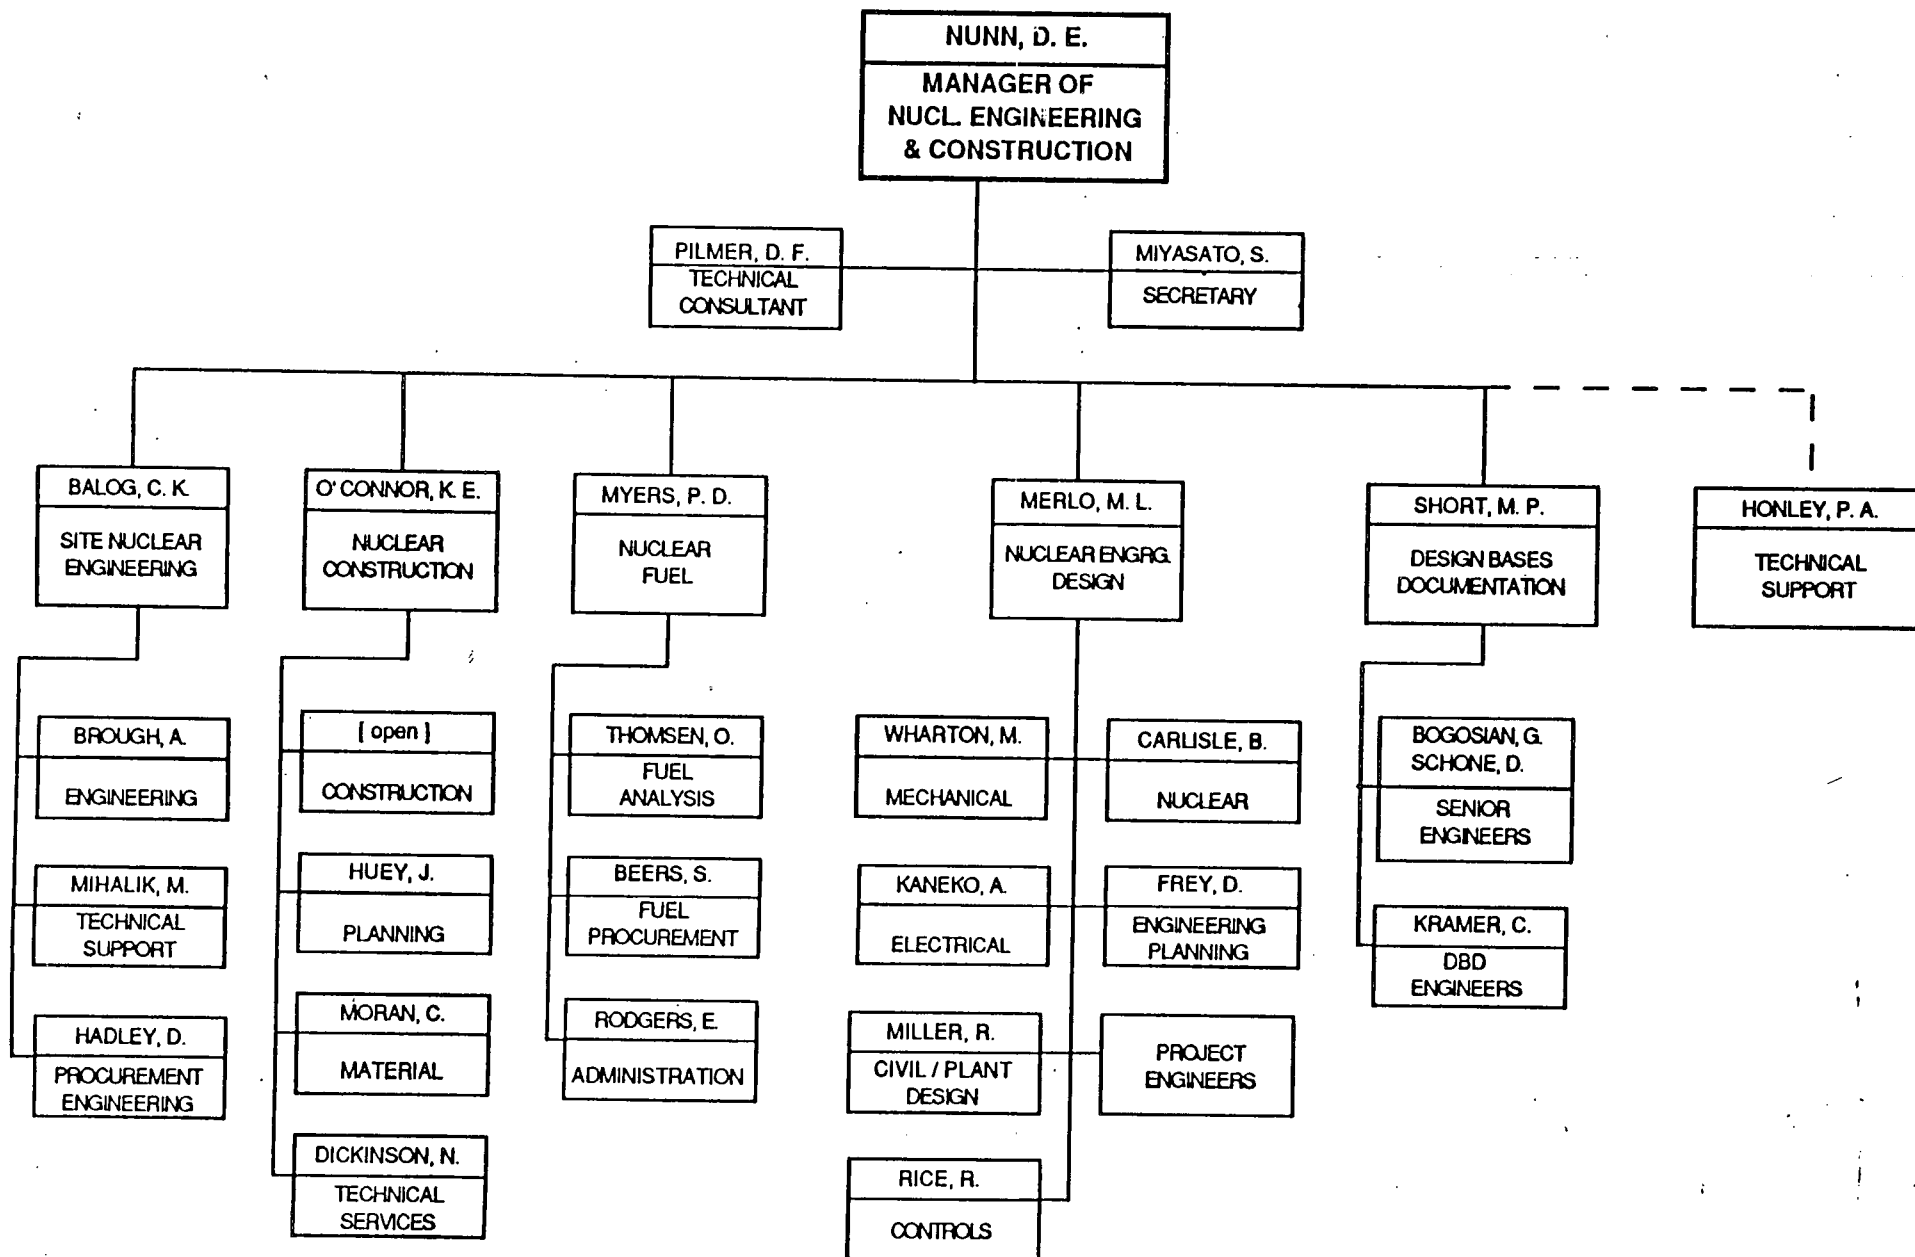 NUNN, D. E.
MANAGER OF
NUCL. ENGINEERING
& CONSTRUCTION
PILMER, D. F.
TECHNICAL
CONSULTANT
MIYASATO, S.
SECRETARY
BALOG, C. K.
SITE NUCLEAR
ENGINEERING
O' CONNOR, K. E.
NUCLEAR
CONSTRUCTION
MYERS, P. D.
NUCLEAR
FUEL
MERLO, M. L.
NUCLEAR ENGRG.
DESIGN
SHORT, M. P.
DESIGN BASES
DOCUMENTATION
HONLEY, P. A.
TECHNICAL
SUPPORT
BROUGH, A.
ENGINEERING
MIHALIK, M.
TECHNICAL
SUPPORT
HADLEY, D.
PROCUREMENT
ENGINEERING
[ open ]
CONSTRUCTION
HUEY, J.
PLANNING
MORAN, C.
MATERIAL
DICKINSON, N.
TECHNICAL
SERVICES
THOMSEN, O.
FUEL
ANALYSIS
BEERS, S.
FUEL
PROCUREMENT
RODGERS, E.
ADMINISTRATION
WHARTON, M.
MECHANICAL
CARLISLE, B.
NUCLEAR
KANEKO, A.
ELECTRICAL
FREY, D.
ENGINEERING
PLANNING
MILLER, R.
CIVIL / PLANT
DESIGN
PROJECT
ENGINEERS
RICE, R.
CONTROLS
BOGOSIAN, G.
SCHONE, D.
SENIOR
ENGINEERS
KRAMER, C.
DBD
ENGINEERS